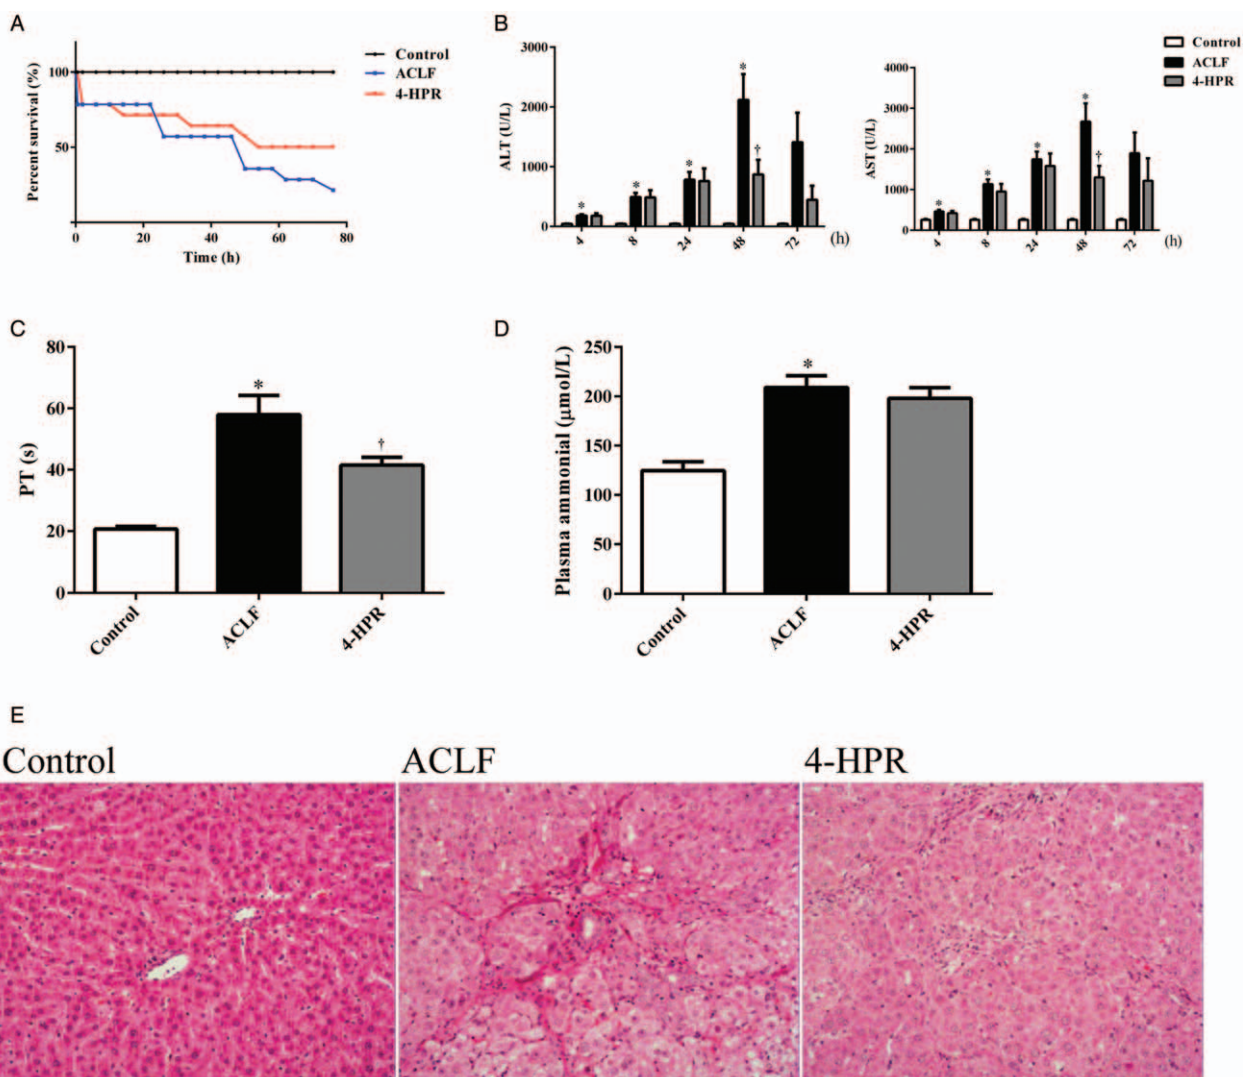 A
Percent survival (%)
100
50
0
20
40
60
80
Time (h)
Control
ACLF
4-HPR
B
ALT (U/L)
3000
2000
1000
0
4
8
24
48
72
(h)
*
*
*
*
†
AST (U/L)
4000
3000
2000
1000
0
4
8
24
48
72
(h)
*
*
*
*
†
Control
ACLF
4-HPR
C
PT (s)
80
60
40
20
0
*
†
Control
ACLF
4-HPR
D
Plasma ammonial (μmol/L)
250
200
150
100
50
0
*
Control
ACLF
4-HPR
E
Control
ACLF
4-HPR